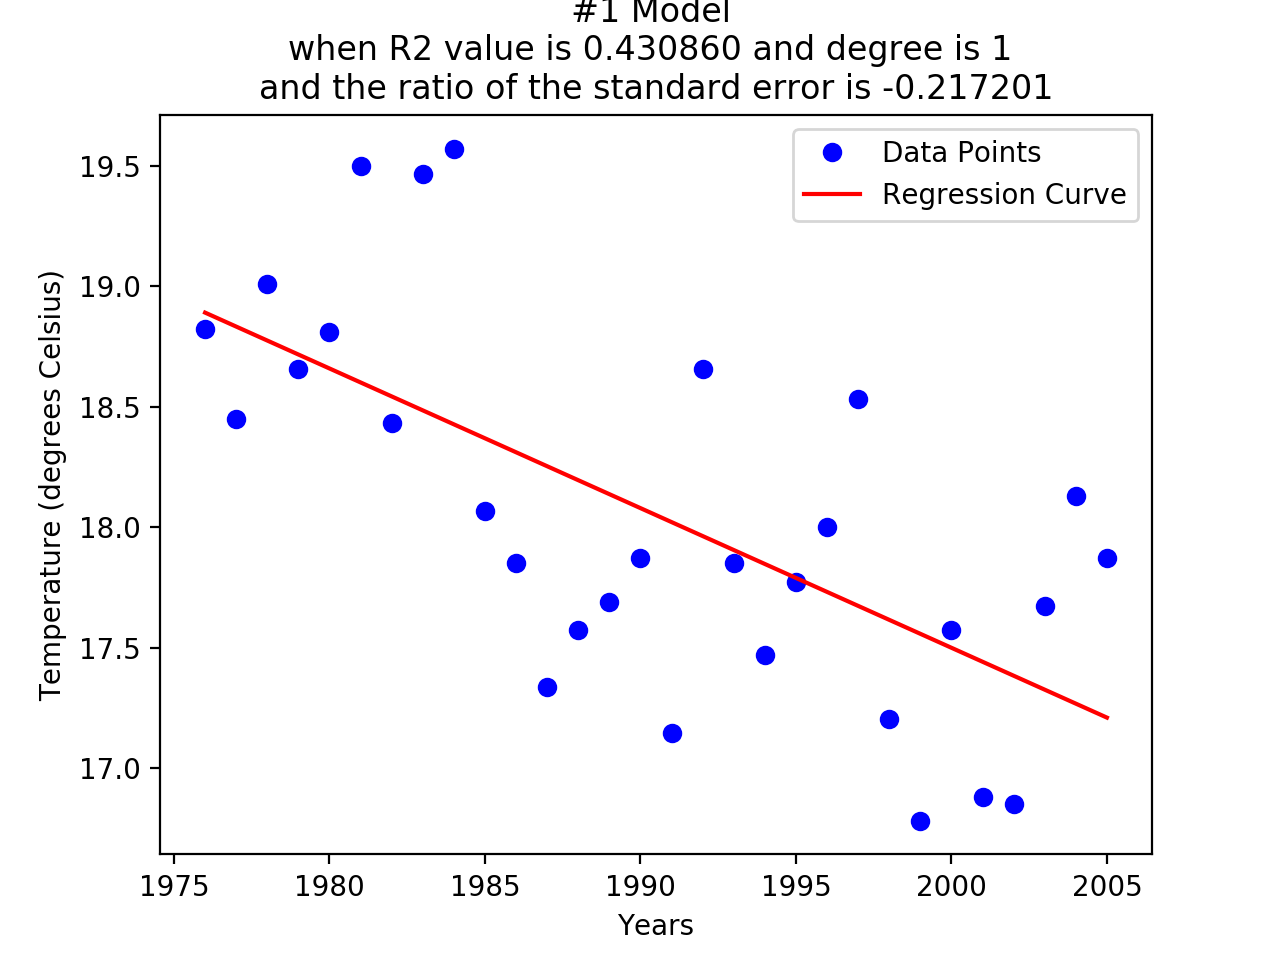 #1 Model
when R2 value is 0.430860 and degree is 1
and the ratio of the standard error is -0.217201
Data Points
Regression Curve
Temperature (degrees Celsius)
19.5
19.0
18.5
18.0
17.5
17.0
1975 1980 1985 1990 1995 2000 2005
Years